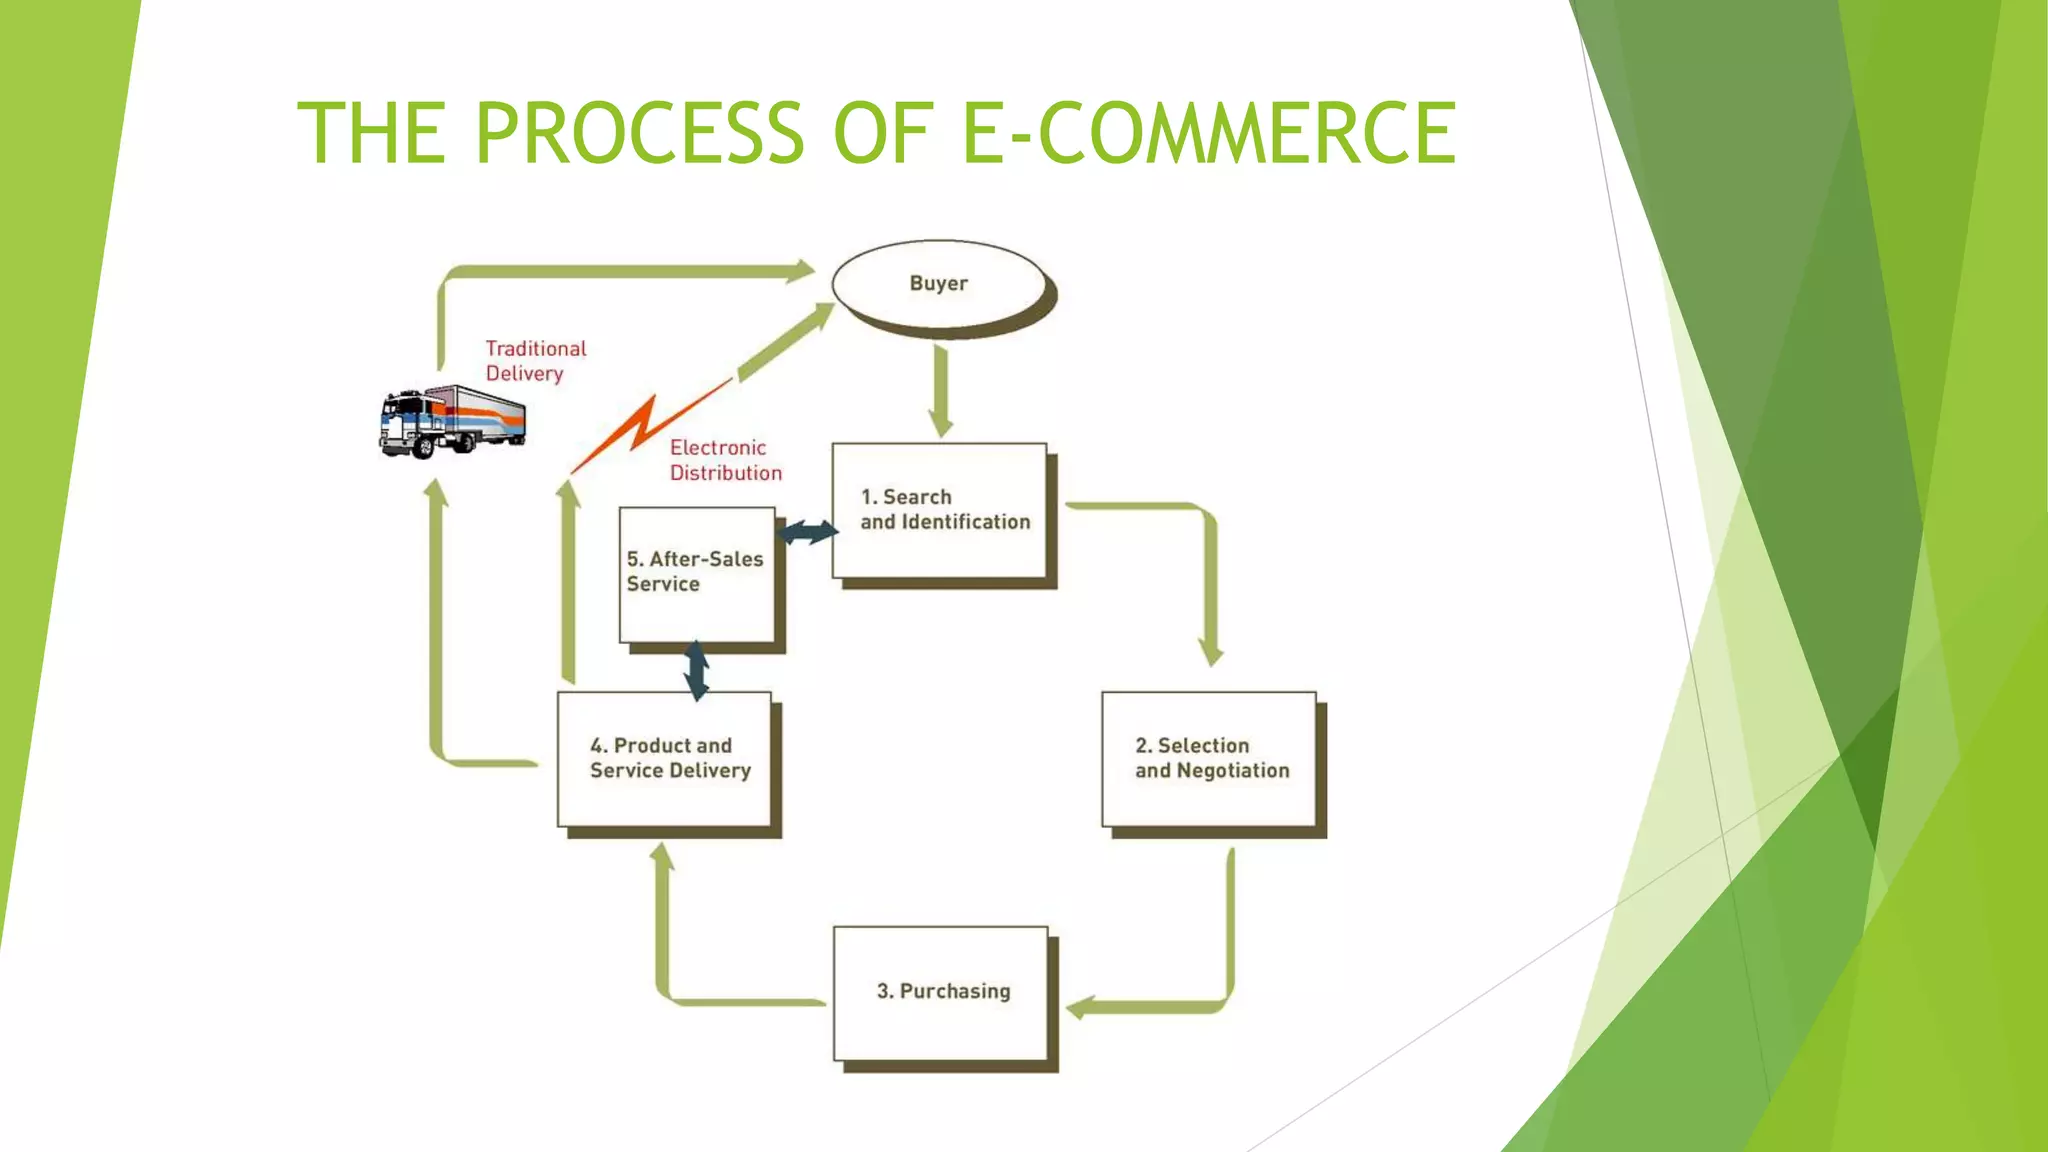 THE PROCESS OF E-COMMERCE
Buyer
Traditional
Delivery
Electronic
Distribution
1. Search
and Identification
5. After-Sales
Service
4. Product and
Service Delivery
2. Selection
and Negotiation
3. Purchasing